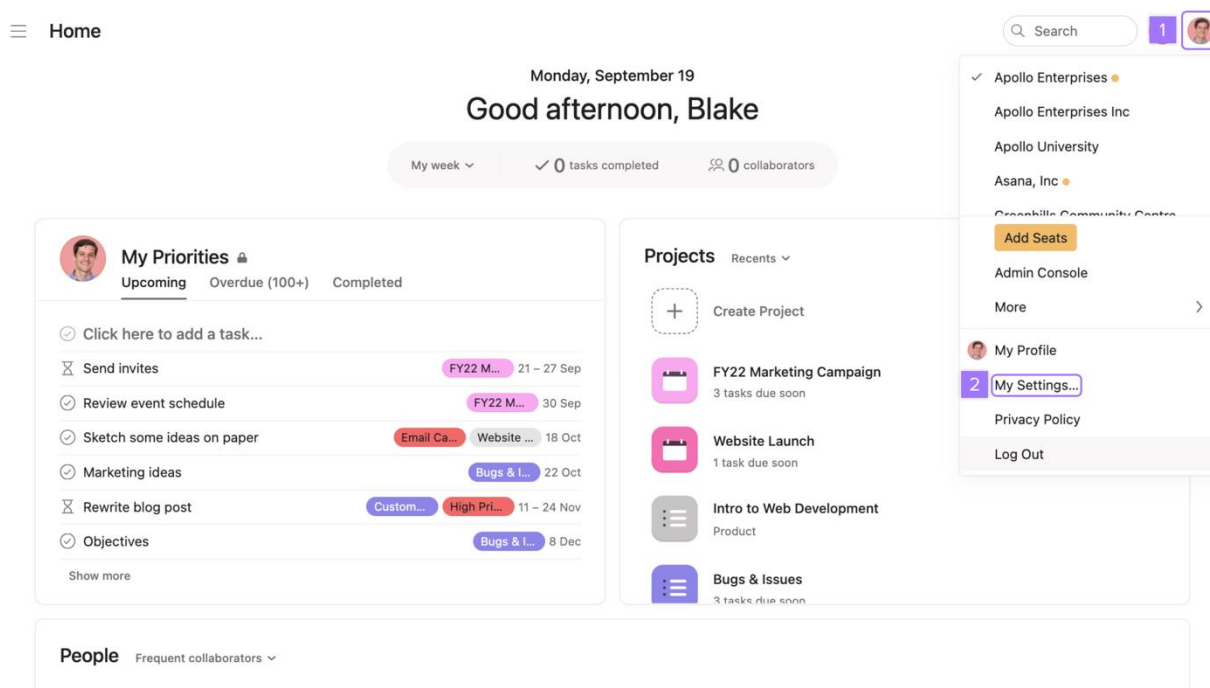 Home
Search
1
Monday, September 19
Good afternoon, Blake
My week
0 tasks completed
0 collaborators
Apollo Enterprises
Apollo Enterprises Inc
Apollo University
Asana, Inc
Greenhills Community Centre
Add Seats
Admin Console
More
My Profile
2 My Settings...
Privacy Policy
Log Out
My Priorities
Upcoming Overdue (100+) Completed
Click here to add a task...
Send invites FY22 M... 21 – 27 Sep
Review event schedule FY22 M... 30 Sep
Sketch some ideas on paper Email Ca... Website ... 18 Oct
Marketing ideas Bugs & I... 22 Oct
Rewrite blog post Custom... High Pri... 11 – 24 Nov
Objectives Bugs & I... 8 Dec
Show more
Projects Recents
Create Project
FY22 Marketing Campaign
3 tasks due soon
Website Launch
1 task due soon
Intro to Web Development
Product
Bugs & Issues
3 tasks due soon
People Frequent collaborators